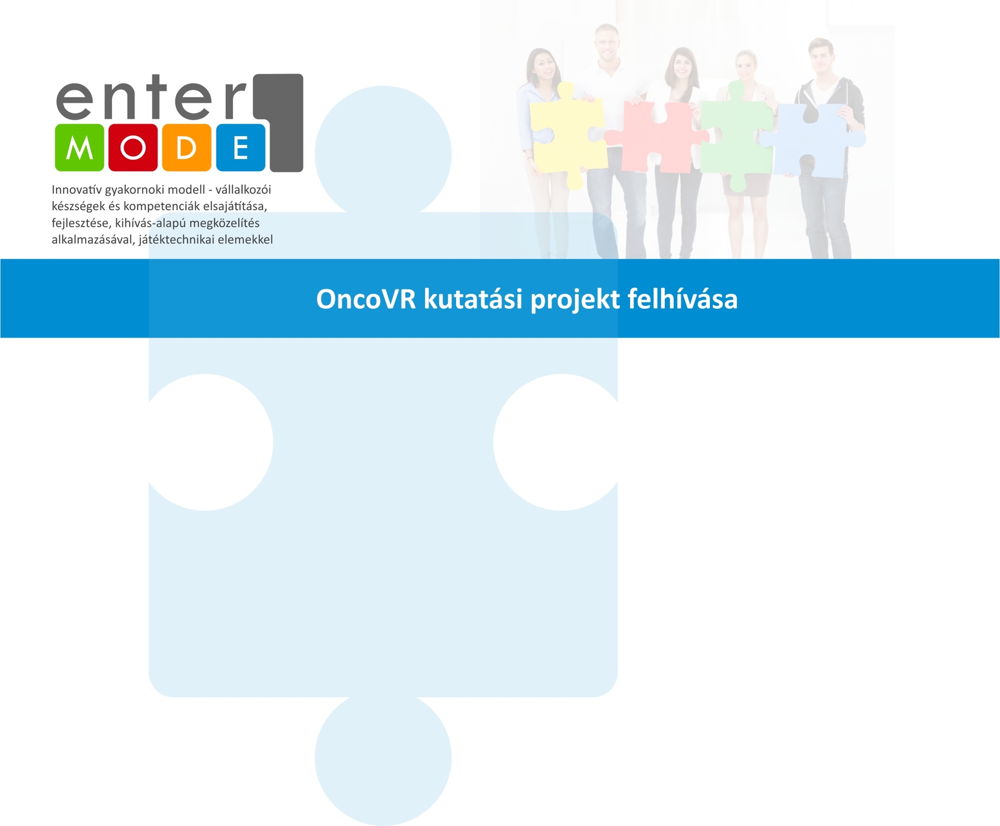 enter
MODE
Innovatív gyakornoki modell - vállalkozói
készségek és kompetenciák elsajátítása,
fejlesztése, kihívás-alapú megközelítés
alkalmazásával, játéktechnikai elemekkel
OncoVR kutatási projekt felhívása